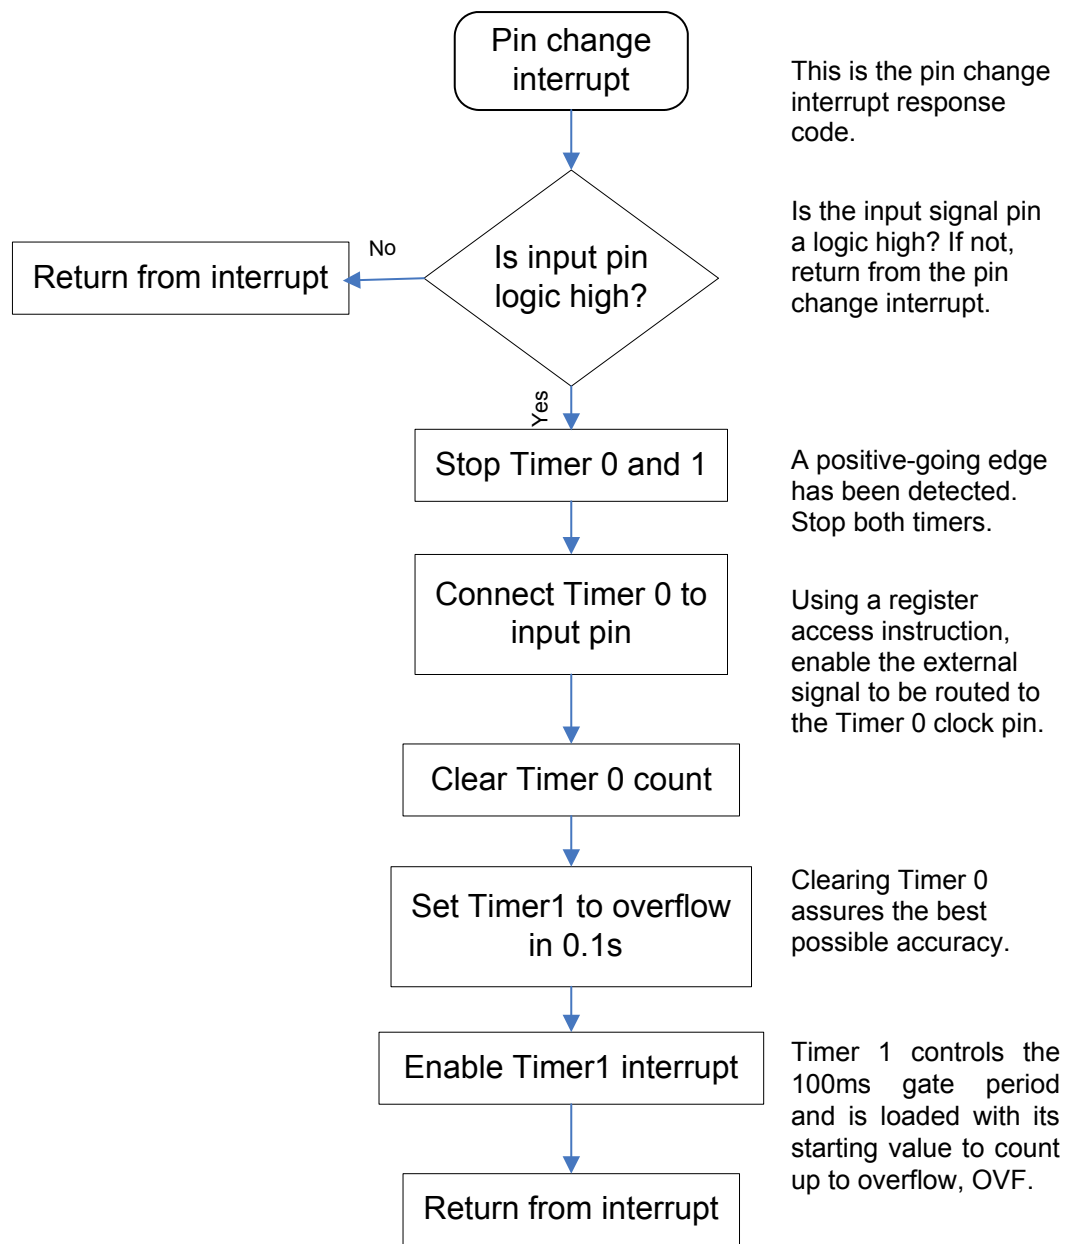 Pin change
interrupt
This is the pin change
interrupt response
code.
Is the input signal pin
a logic high? If not,
return from the pin
change interrupt.
No
Return from interrupt
Is input pin
logic high?
Yes
Stop Timer 0 and 1
A positive-going edge
has been detected.
Stop both timers.
Connect Timer 0 to
input pin
Using a register
access instruction,
enable the external
signal to be routed to
the Timer 0 clock pin.
Clear Timer 0 count
Set Timer1 to overflow
in 0.1s
Clearing Timer 0
assures the best
possible accuracy.
Enable Timer1 interrupt
Timer 1 controls the
100ms gate period
and is loaded with its
starting value to count
up to overflow, OVF.
Return from interrupt